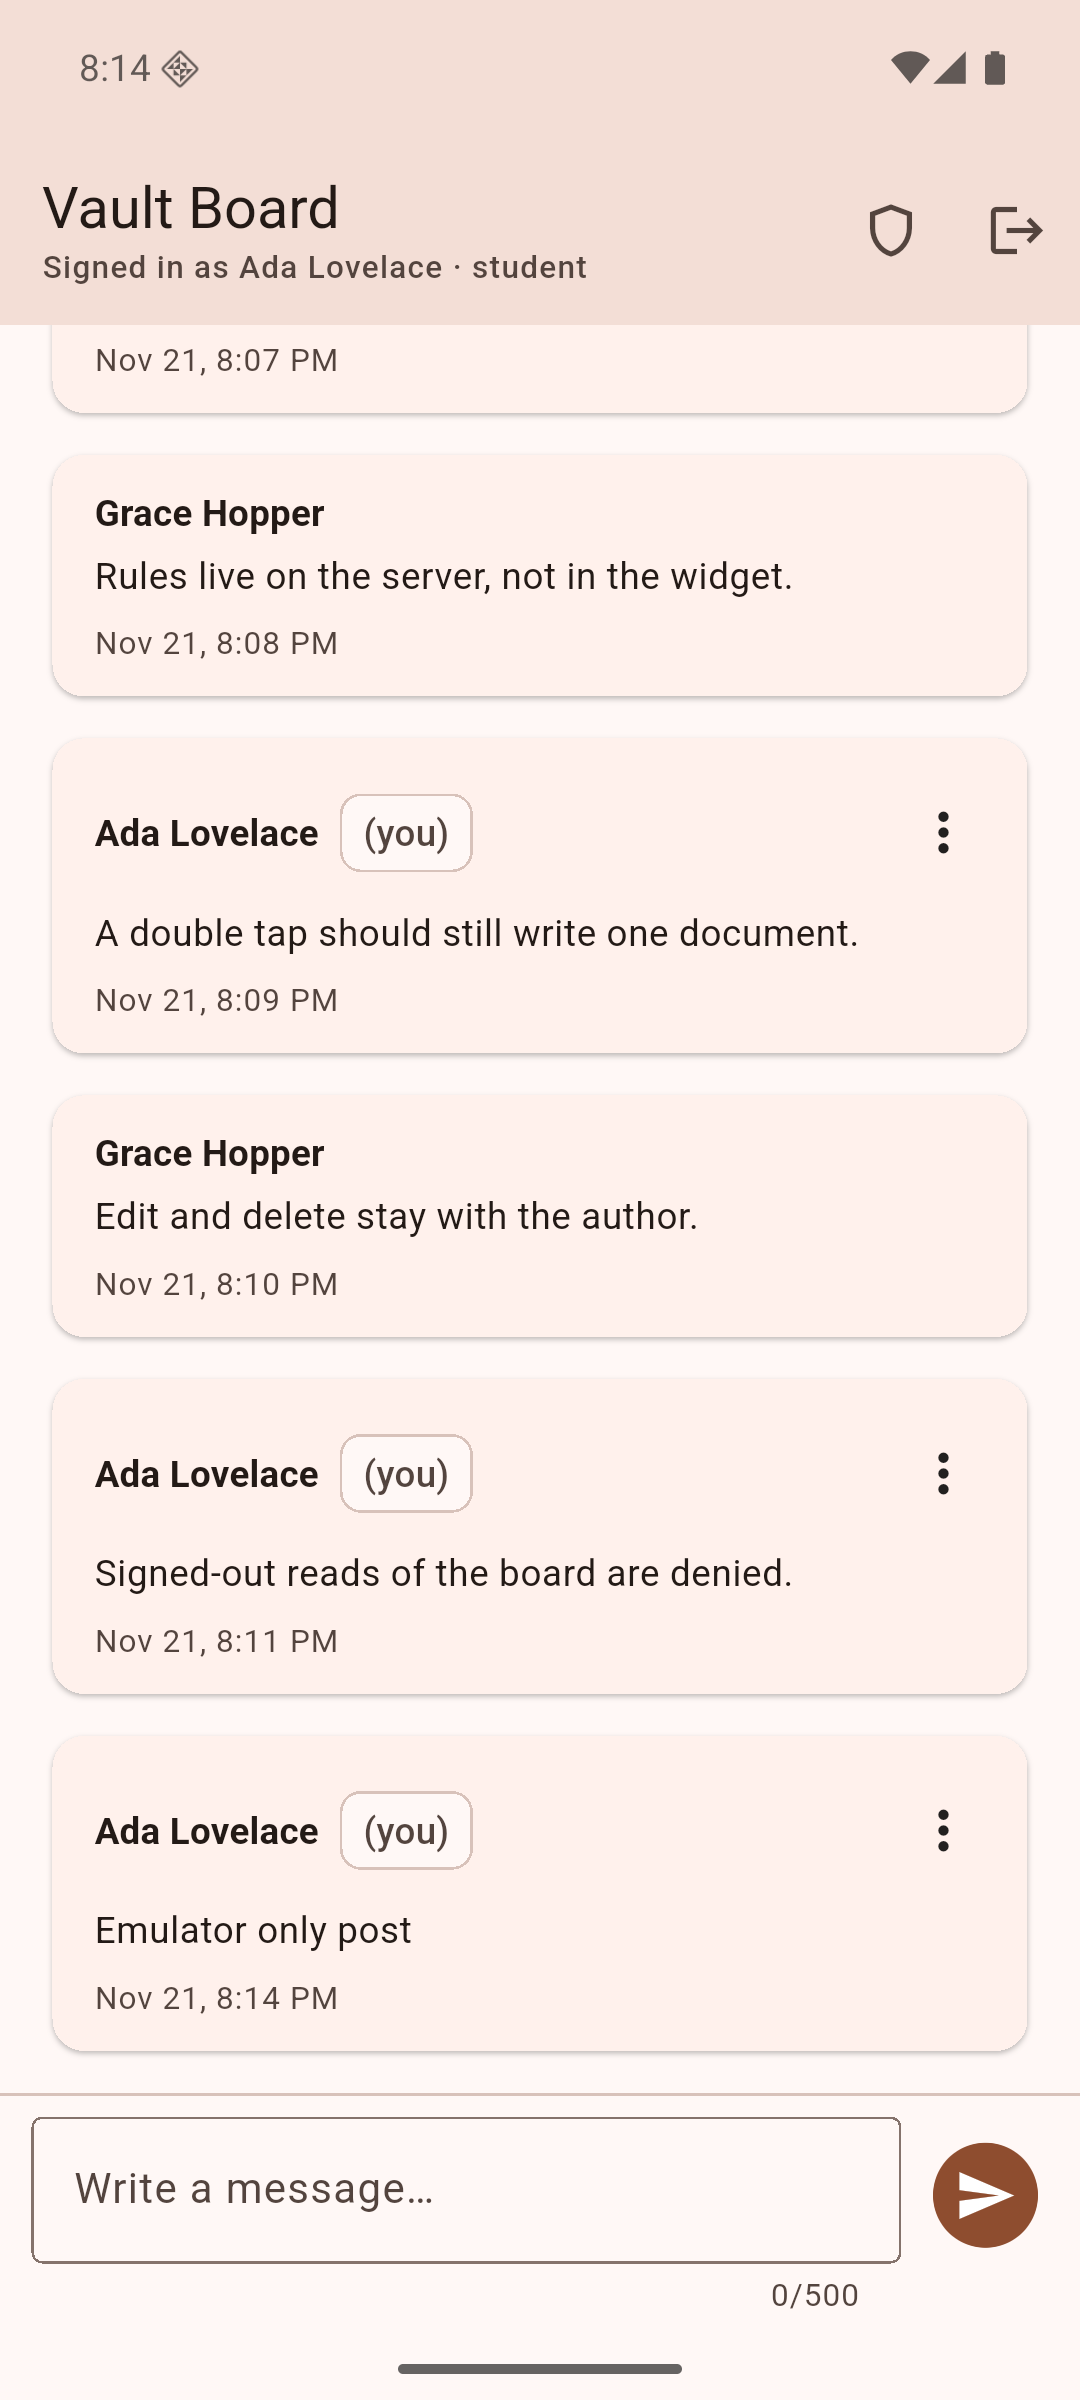 8:14
Vault Board
Signed in as Ada Lovelace · student
Nov 21, 8:07 PM
Grace Hopper
Rules live on the server, not in the widget.
Nov 21, 8:08 PM
Ada Lovelace (you)
A double tap should still write one document.
Nov 21, 8:09 PM
Grace Hopper
Edit and delete stay with the author.
Nov 21, 8:10 PM
Ada Lovelace (you)
Signed-out reads of the board are denied.
Nov 21, 8:11 PM
Ada Lovelace (you)
Emulator only post
Nov 21, 8:14 PM
Write a message…
0/500